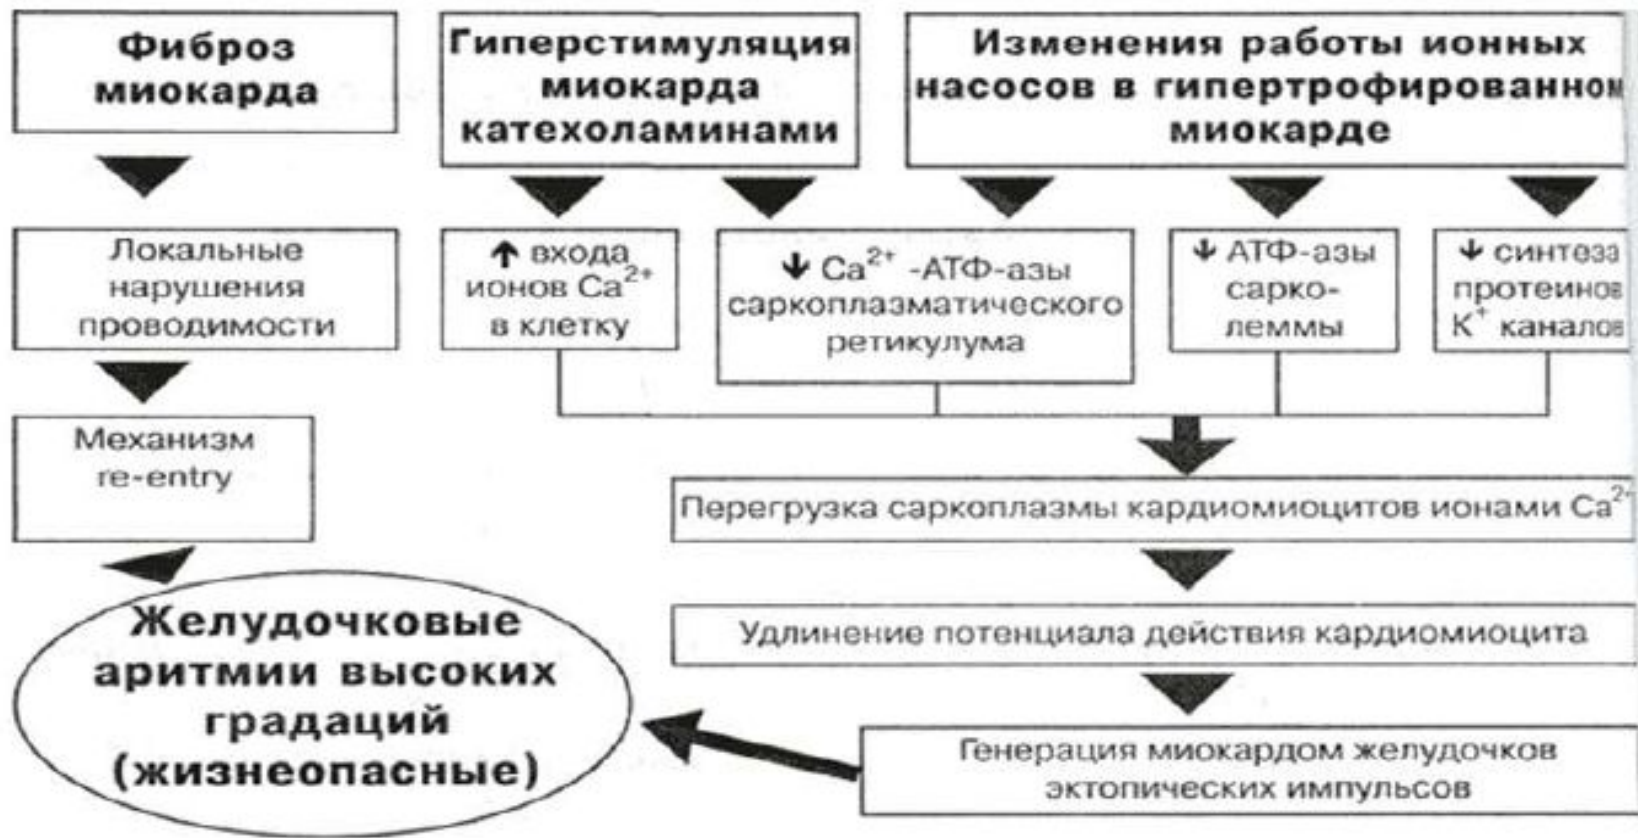 Фиброз
миокарда
Гиперстимуляция
миокарда
катехоламинами
Изменения работы ионных
насосов в гипертрофированном
миокарде
Локальные
нарушения
проводимости
↑ входа
ионов Ca²⁺
в клетку
↓ Ca²⁺ -АТФ-азы
саркоплазматического
ретикулума
↓ АТФ-азы
сарко-
леммы
↓ синтеза
протеинов
K⁺ каналов
Механизм
re-entry
Перегрузка саркоплазмы кардиомиоцитов ионами Ca²⁺
Удлинение потенциала действия кардиомиоцита
Генерация миокардом желудочков
эктопических импульсов
Желудочковые
аритмии высоких
градаций
(жизнеопасные)